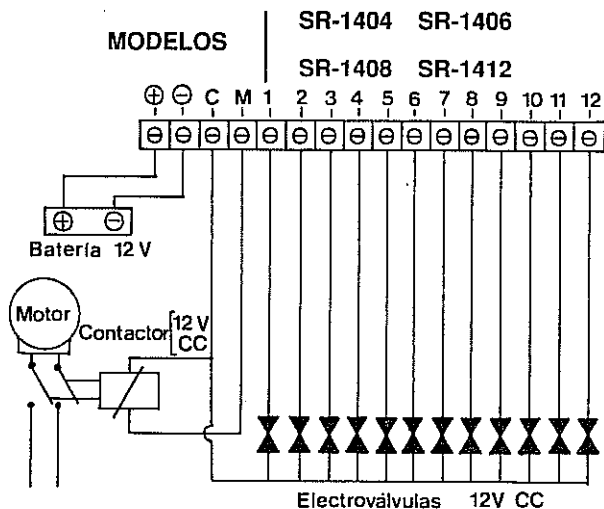 MODELOS
SR-1404 SR-1406
SR-1408 SR-1412
⊕ ⊖ C M 1 2 3 4 5 6 7 8 9 10 11 12
⊕ ⊖
Batería 12 V
Motor
Contactor [12 V
CC
Electroválvulas 12V CC